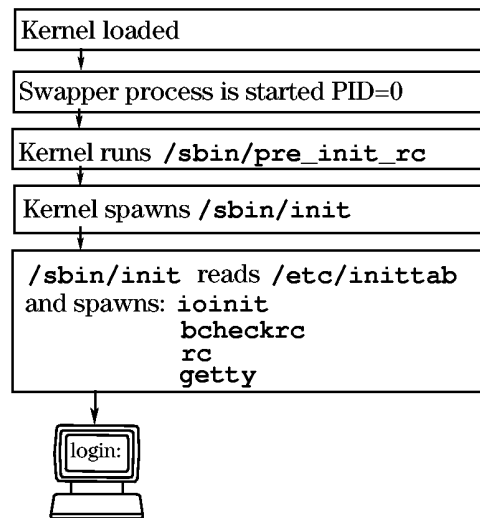 Kernel loaded
Swapper process is started PID=0
Kernel runs /sbin/pre_init_rc
Kernel spawns /sbin/init
/sbin/init reads /etc/inittab
and spawns: ioinit
bcheckrc
rc
getty
login: